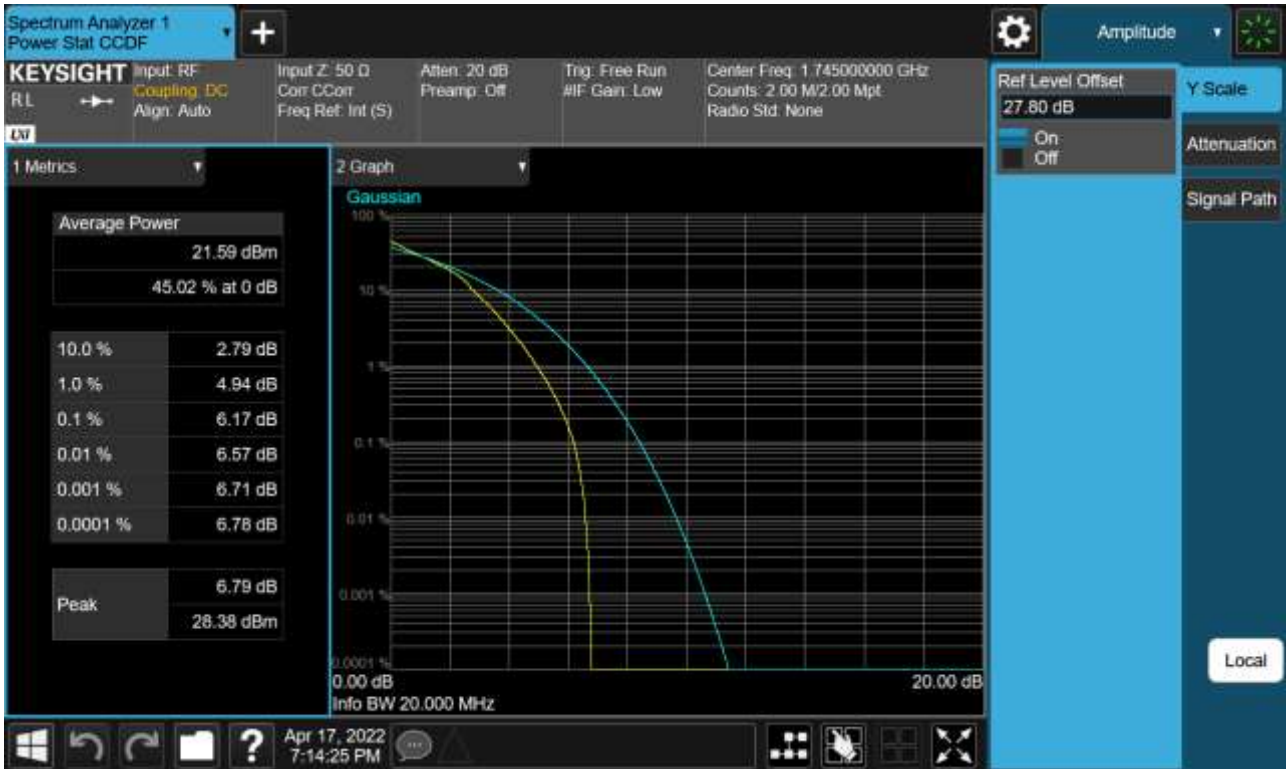 Spectrum Analyzer 1
Power Stat CCDF
+
Amplitude
KEYSIGHT
RL
LXI
Input: RF
Coupling: DC
Align: Auto
Input Z: 50 Ω
Corr CCorr
Freq Ref: Int (S)
Atten: 20 dB
Preamp: Off
Trig: Free Run
#IF Gain: Low
Center Freq: 1.745000000 GHz
Counts: 2.00 M/2.00 Mpt
Radio Std: None
Ref Level Offset
27.80 dB
On
Off
Y Scale
Attenuation
Signal Path
Local
1 Metrics
Average Power
21.59 dBm
45.02 % at 0 dB
10.0 % 2.79 dB
1.0 % 4.94 dB
0.1 % 6.17 dB
0.01 % 6.57 dB
0.001 % 6.71 dB
0.0001 % 6.78 dB
Peak
6.79 dB
28.38 dBm
2 Graph
Gaussian
100 %
10 %
1 %
0.1 %
0.01 %
0.001 %
0.0001 %
0.00 dB 20.00 dB
Info BW 20.000 MHz
?
Apr 17, 2022
7:14:25 PM